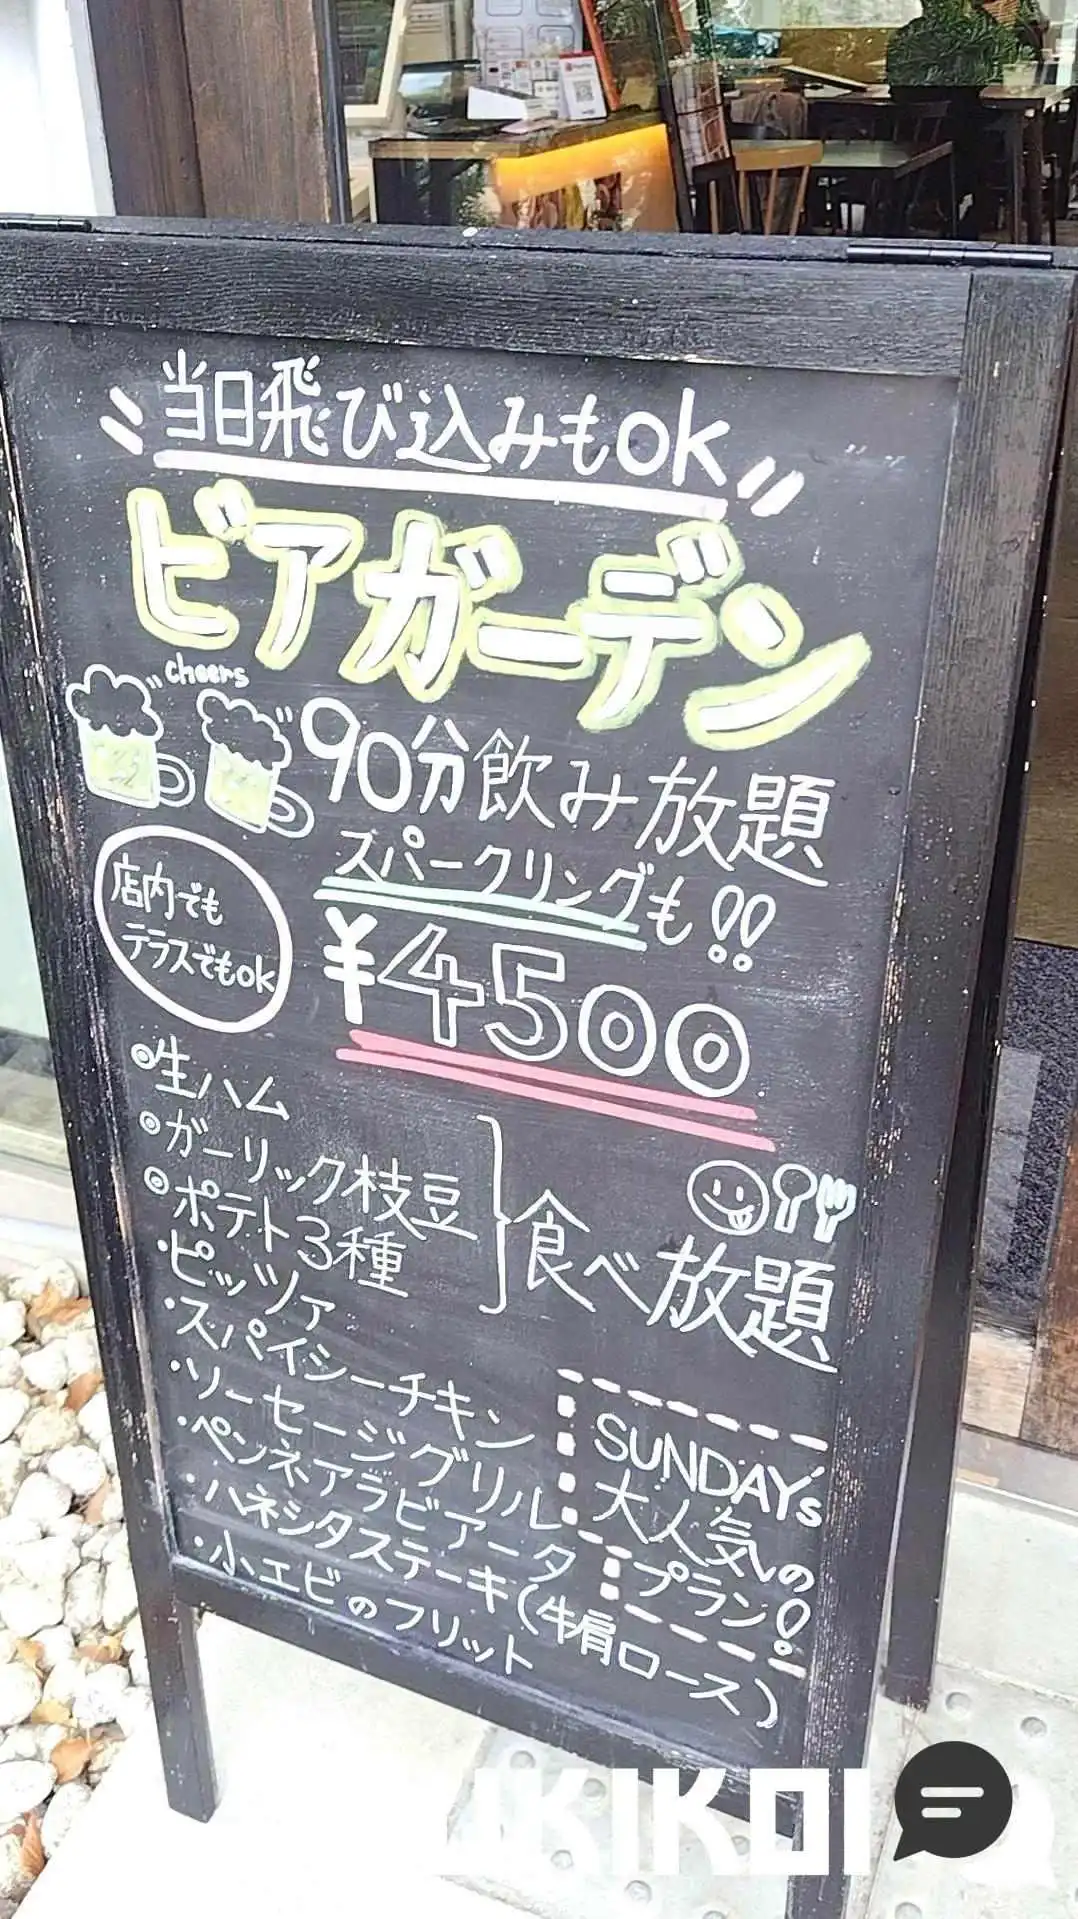 当日飛び込みもOK
ビアガーデン
cheers
90分飲み放題
スパークリングも!!
¥4500
店内でも
テラスでもok
◎生ハム
◎ガーリック枝豆
◎ポテト3種
食べ放題
・ピッツァ
・スパイシーチキン
・ソーセージグリル
・ペンネアラビアータ
・ハネシタステーキ(牛肩ロース)
・小エビのフリット
SUNDAY's
大人気の
プラン!